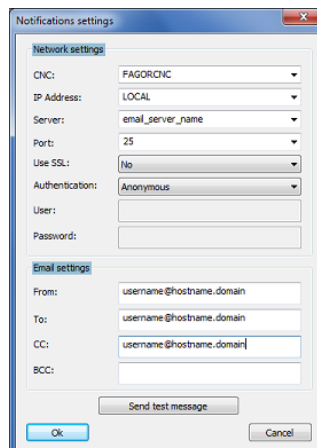 Notifications settings
Network settings
CNC: FAGORCNC
IP Address: LOCAL
Server: email_server_name
Port: 25
Use SSL: No
Authentication: Anonymous
User:
Password:
Email settings
From: username@hostname.domain
To: username@hostname.domain
CC: username@hostname.domain
BCC:
Send test message
Ok Cancel